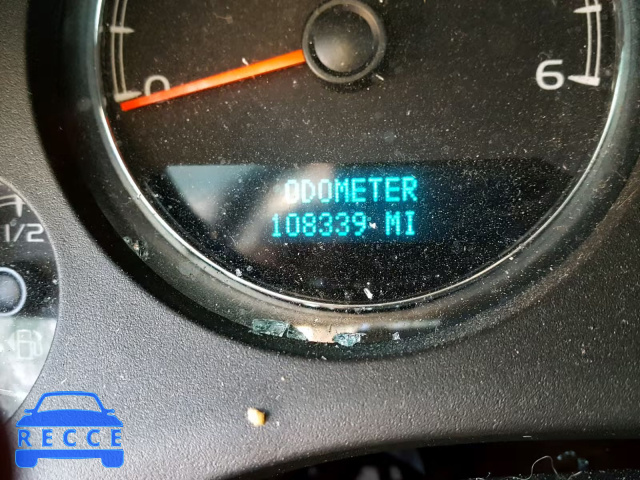 0
6
ODOMETER
108339 MI
1/2
RECCE